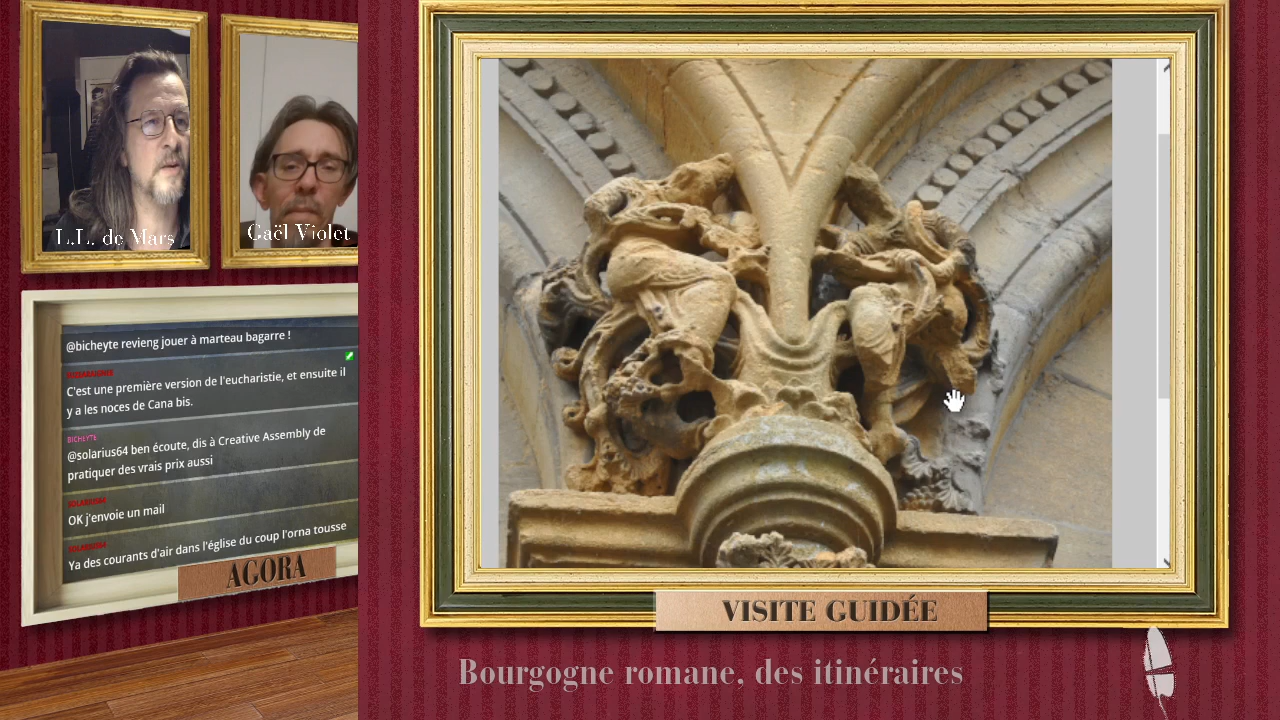 L.L. de Mars
Gaël Violet
@bicheyte revieng jouer à marteau bagarre !
C'est une première version de l'eucharistie, et ensuite il
y a les noces de Cana bis.
BICHEYTE
@solarius64 ben écoute, dis à Creative Assembly de
pratiquer des vrais prix aussi
SOLARIUS64
OK j'envoie un mail
SOLARIUS64
Ya des courants d'air dans l'église du coup l'orna tousse
AGORA
VISITE GUIDÉE
Bourgogne romane, des itinéraires